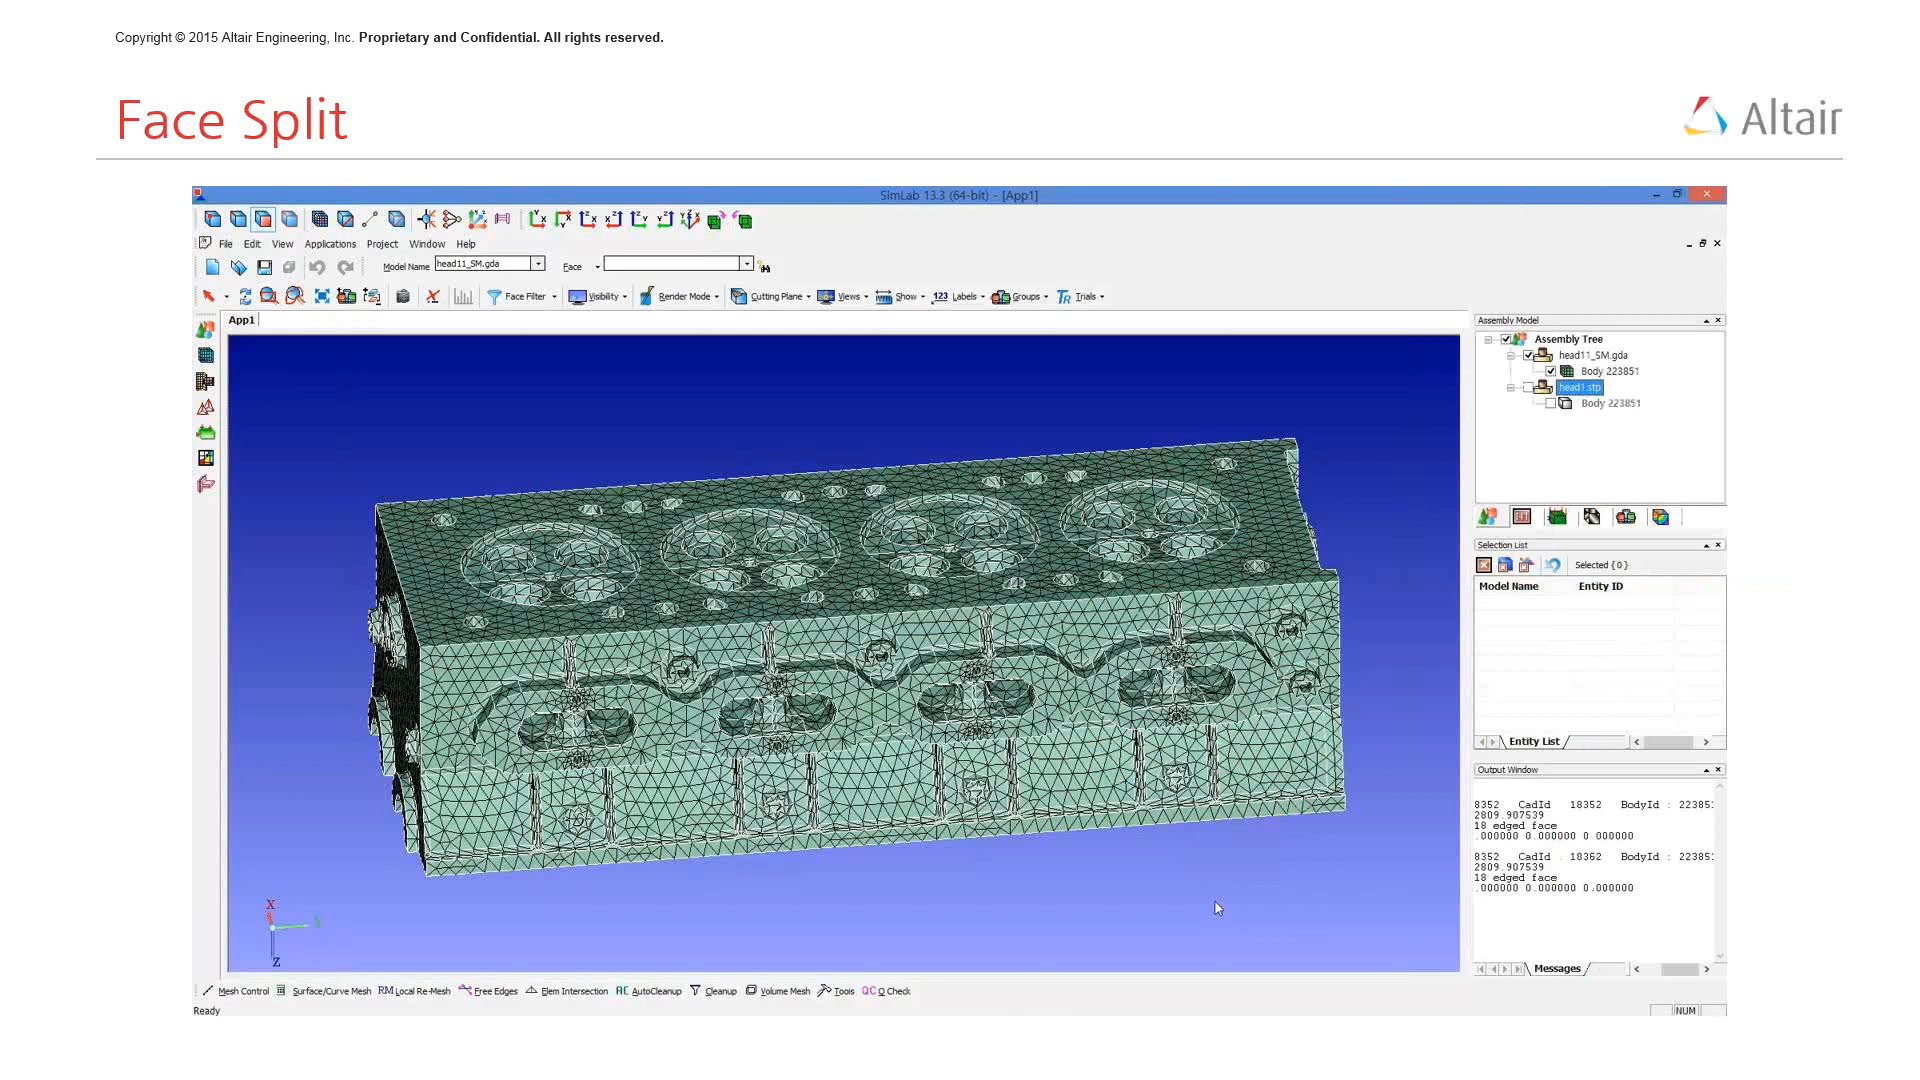 Copyright © 2015 Altair Engineering, Inc. Proprietary and Confidential. All rights reserved.
Face Split
Altair
SimLab 13.3 (64-bit) - [App1]
File Edit View Applications Project Window Help
Model Name head11_SM.gda Face
Face Filter Visibility Render Mode Cutting Plane Views Show 123 Labels Groups TR Trials
App1
Assembly Model
Assembly Tree
head11_SM.gda
Body 223851
head1.stp
Body 223851
Selection List
Selected { 0 }
Model Name Entity ID
Entity List
Output Window
8352 CadId 18352 BodyId : 22385
2809.907539
18 edged face
.000000 0.000000 0.000000
8352 CadId 18362 BodyId : 22385
2809.907539
18 edged face
.000000 0.000000 0.000000
Messages
X
Z
Mesh Control Surface/Curve Mesh RM Local Re-Mesh Free Edges Elem Intersection AC AutoCleanup Cleanup Volume Mesh Tools QC Q Check
Ready NUM